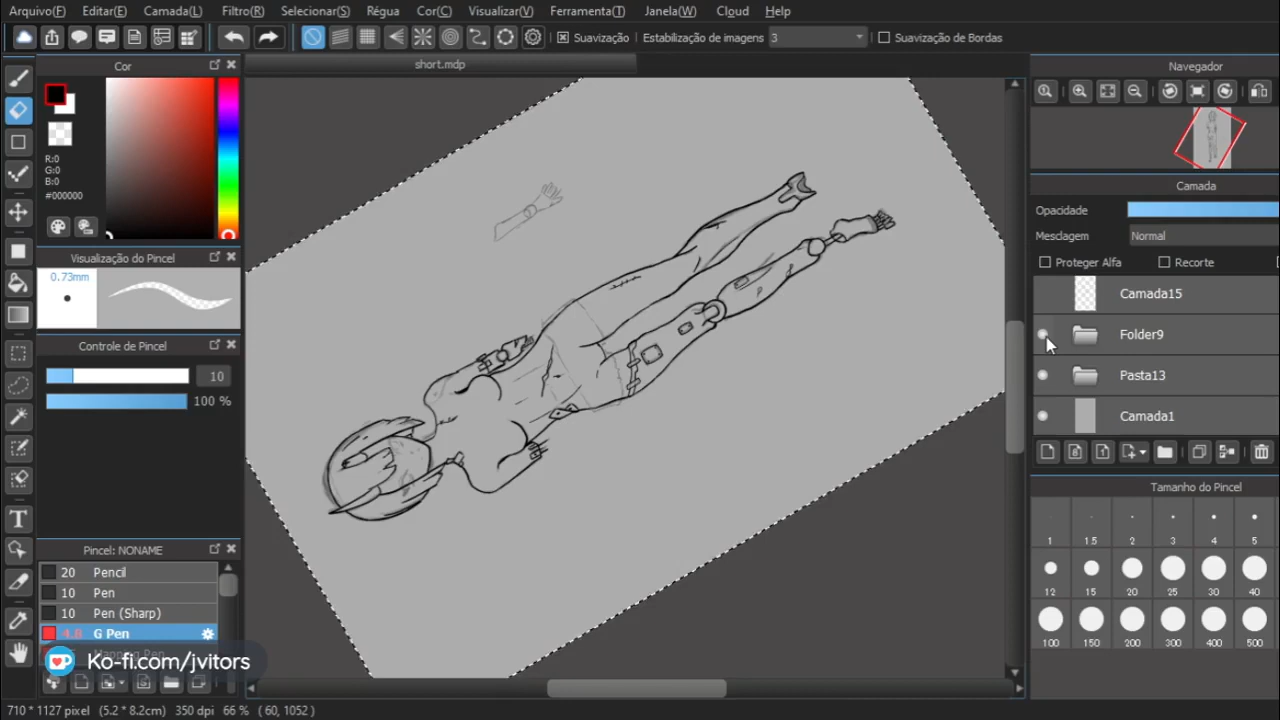 Arquivo(F) Editar(E) Camada(L) Filtro(R) Selecionar(S) Régua Cor(C) Visualizar(V) Ferramenta(T) Janela(W) Cloud Help
Suavização Estabilização de imagens 3 Suavização de Bordas
Cor short.mdp Navegador
R:0
G:0
B:0
#000000
Camada
Opacidade
Mesclagem Normal
Proteger Alfa Recorte
Visualização do Pincel
0.73mm
Camada15
Folder9
Controle de Pincel
10
Pasta13
100 %
Camada1
Tamanho do Pincel
1 1.5 2 3 4 5
12 15 20 25 30 40
100 150 200 300 400 500
Pincel: NONAME
20 Pencil
10 Pen
10 Pen (Sharp)
G Pen
Ko-fi.com/jvitors
710 * 1127 pixel (5.2 * 8.2cm) 350 dpi 66 % ( 60, 1052 )